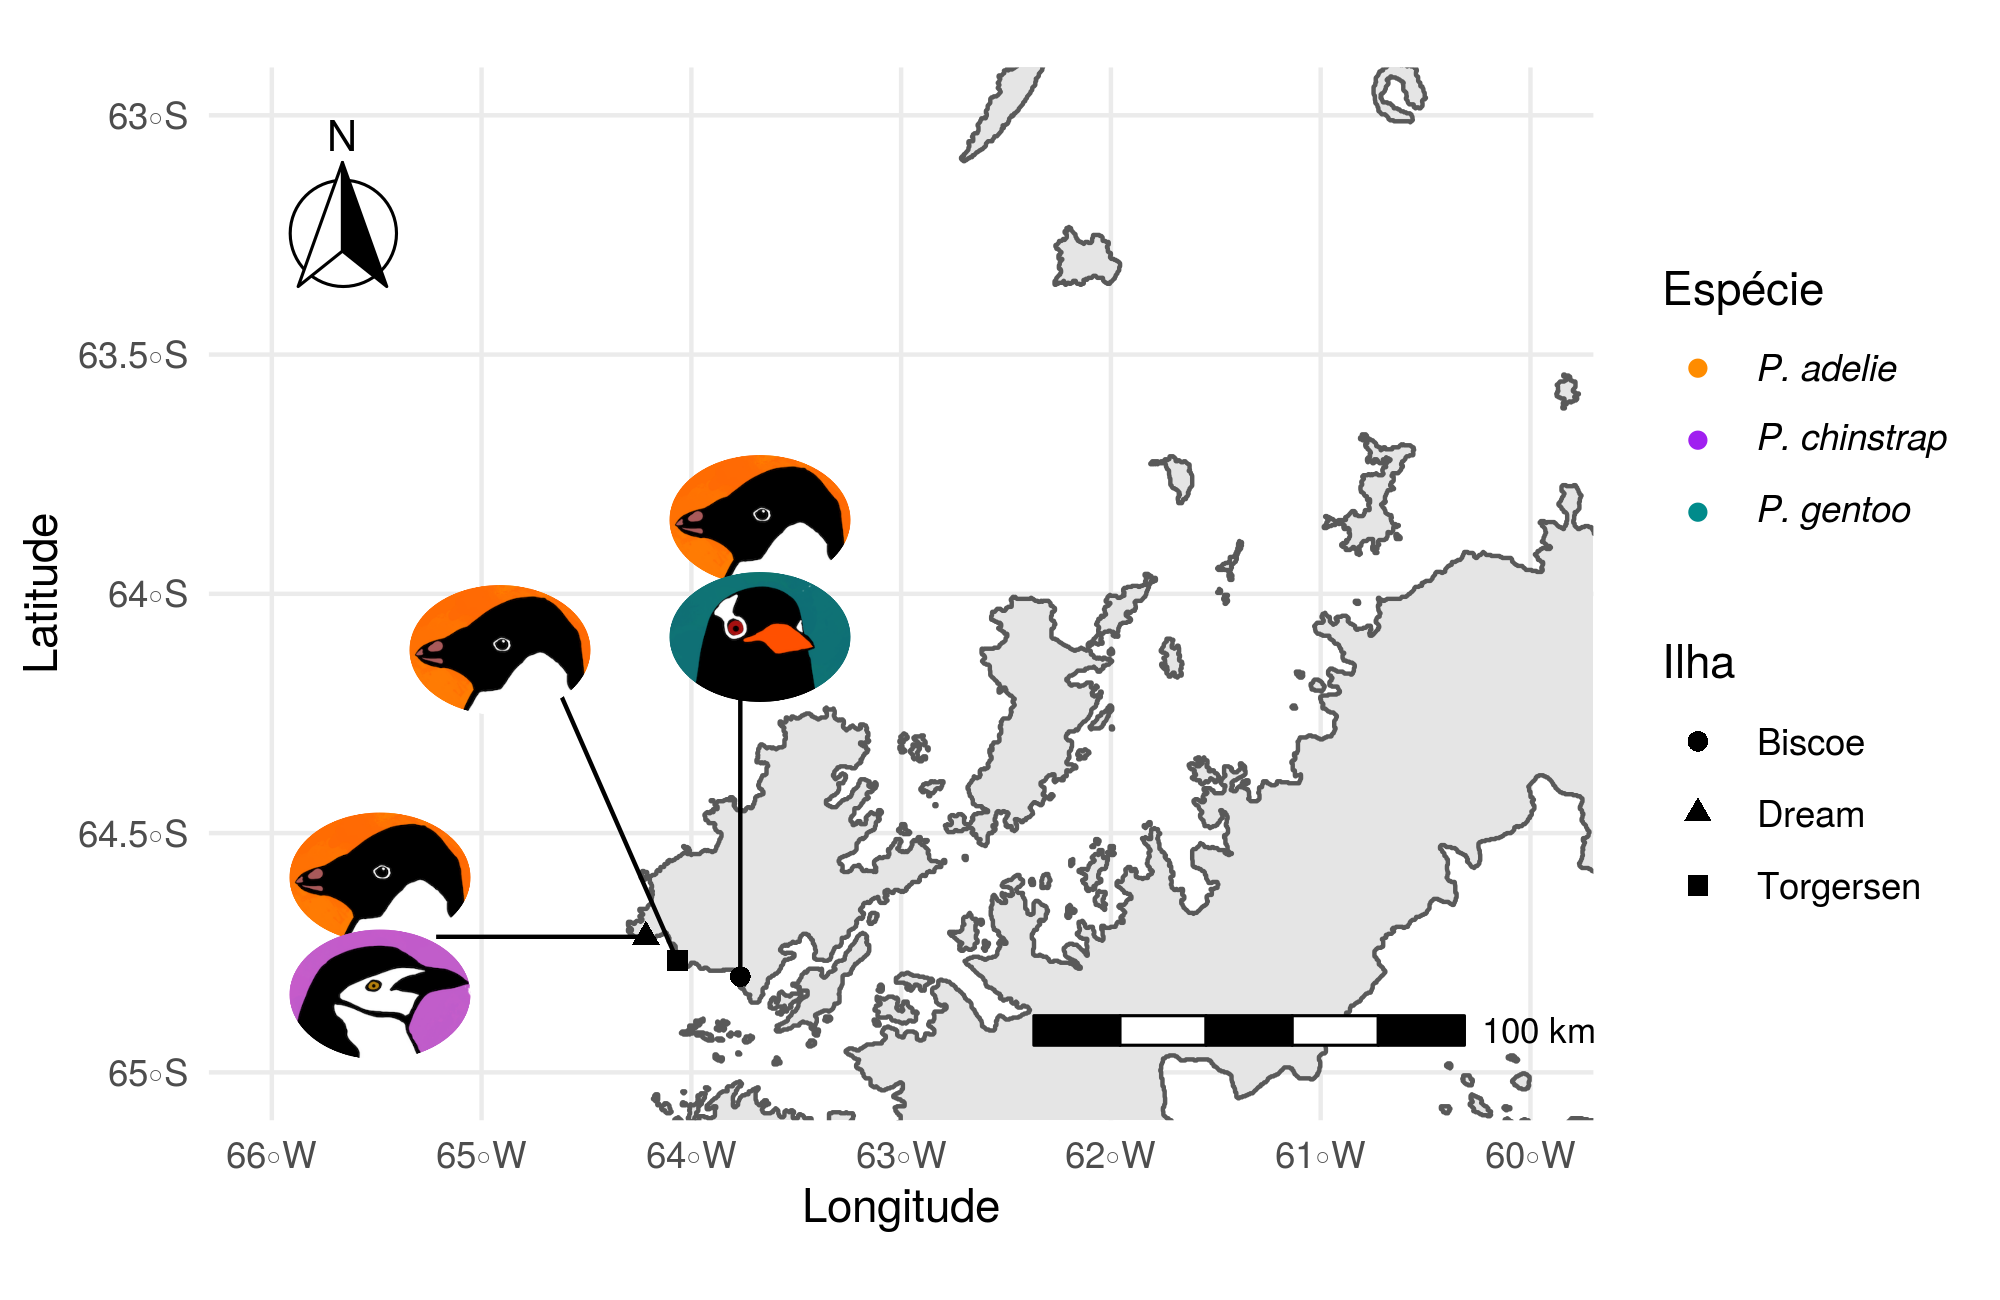 N
63°S
63.5°S
64°S
64.5°S
65°S
Latitude
66°W
65°W
64°W
63°W
62°W
61°W
60°W
Longitude
100 km
Espécie
P. adelie
P. chinstrap
P. gentoo
Ilha
Biscoe
Dream
Torgersen